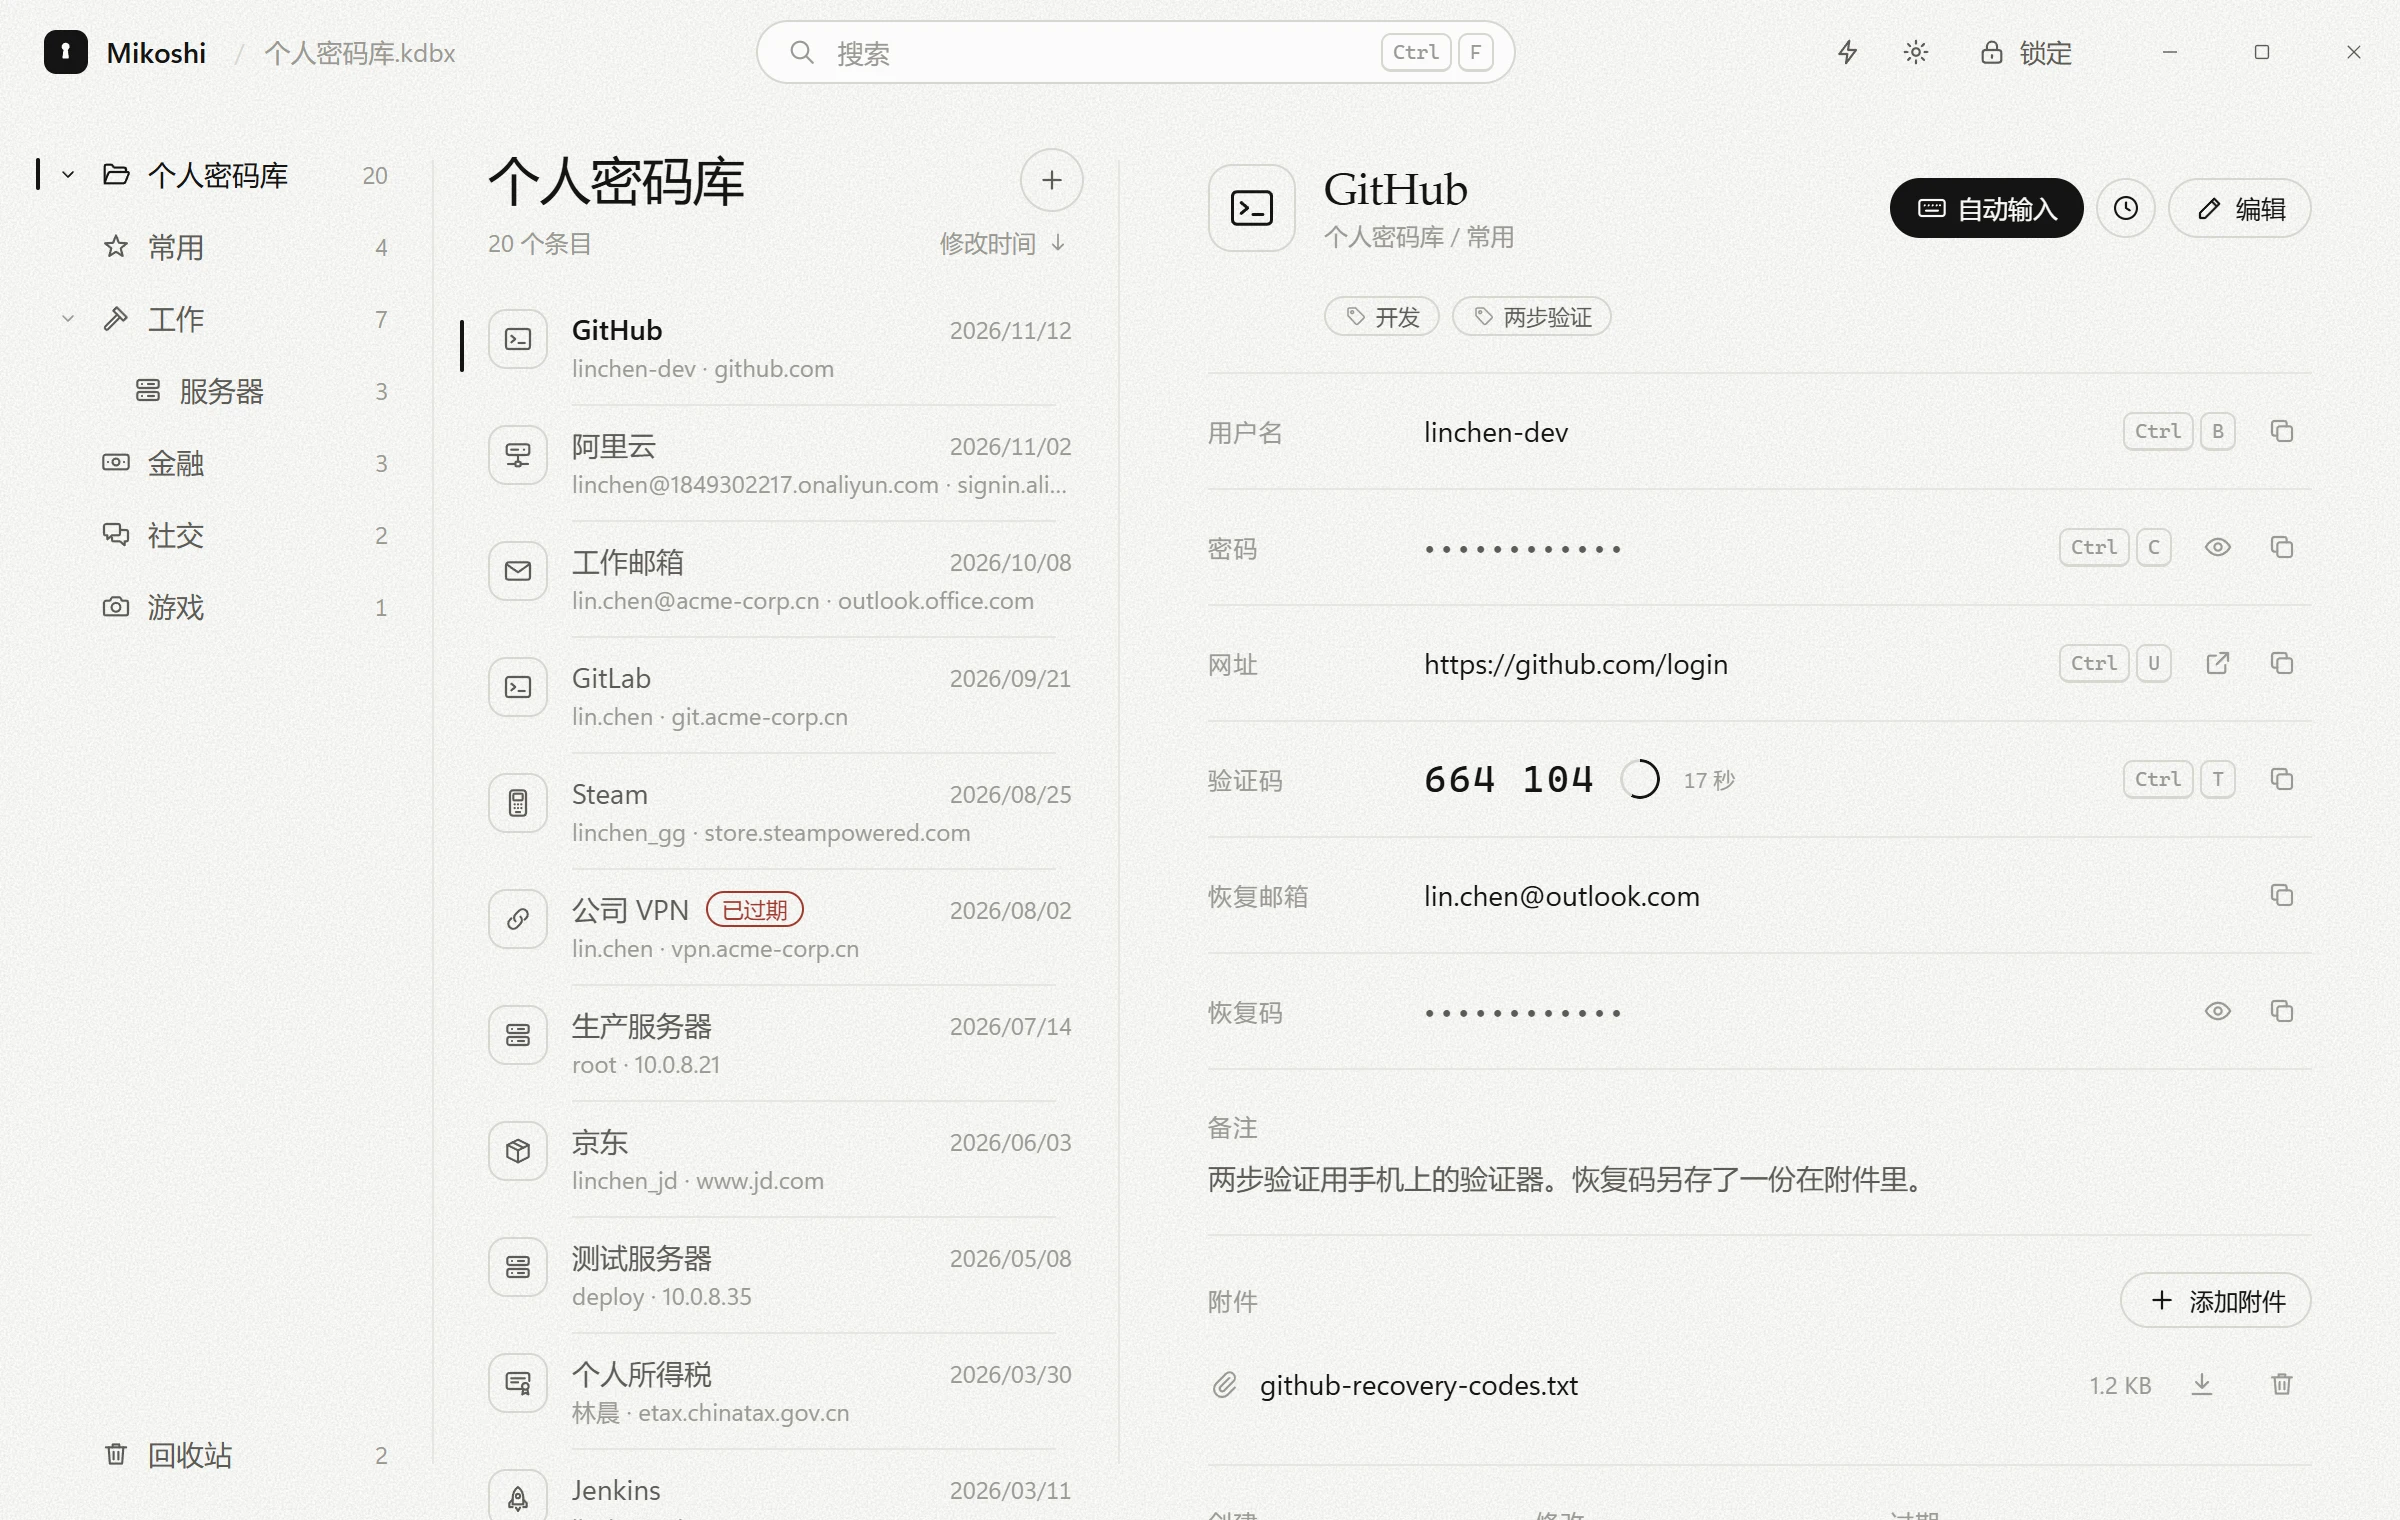 Mikoshi / 个人密码库.kdbx
搜索 Ctrl F
锁定
个人密码库 20
常用 4
工作 7
服务器 3
金融 3
社交 2
游戏 1
回收站 2
个人密码库
20 个条目 修改时间 ↓
GitHub 2026/11/12
linchen-dev · github.com
阿里云 2026/11/02
linchen@1849302217.onaliyun.com · signin.ali...
工作邮箱 2026/10/08
lin.chen@acme-corp.cn · outlook.office.com
GitLab 2026/09/21
lin.chen · git.acme-corp.cn
Steam 2026/08/25
linchen_gg · store.steampowered.com
公司 VPN 已过期 2026/08/02
lin.chen · vpn.acme-corp.cn
生产服务器 2026/07/14
root · 10.0.8.21
京东 2026/06/03
linchen_jd · www.jd.com
测试服务器 2026/05/08
deploy · 10.0.8.35
个人所得税 2026/03/30
林晨 · etax.chinatax.gov.cn
Jenkins 2026/03/11
GitHub
个人密码库 / 常用
自动输入
编辑
开发 两步验证
用户名 linchen-dev Ctrl B
密码 •••••••••••• Ctrl C
网址 https://github.com/login Ctrl U
验证码 664 104 17 秒 Ctrl T
恢复邮箱 lin.chen@outlook.com
恢复码 ••••••••••••
备注
两步验证用手机上的验证器。恢复码另存了一份在附件里。
附件 添加附件
github-recovery-codes.txt 1.2 KB